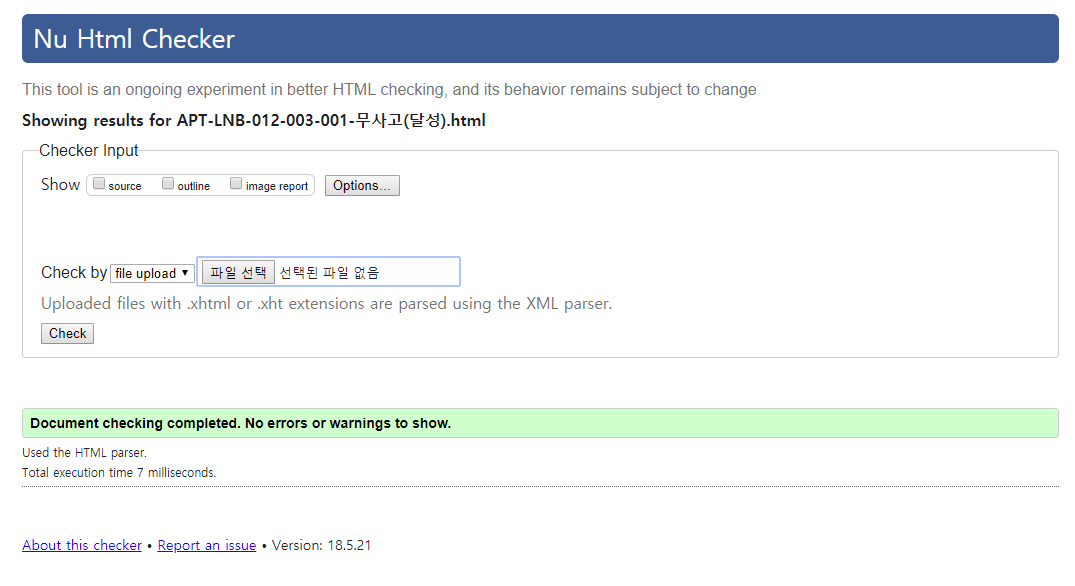 Nu Html Checker
This tool is an ongoing experiment in better HTML checking, and its behavior remains subject to change
Showing results for APT-LNB-012-003-001-무사고(달성).html
Checker Input
Show source outline image report Options...
Check by file upload ▼ 파일 선택 선택된 파일 없음
Uploaded files with .xhtml or .xht extensions are parsed using the XML parser.
Check
Document checking completed. No errors or warnings to show.
Used the HTML parser.
Total execution time 7 milliseconds.
About this checker • Report an issue • Version: 18.5.21